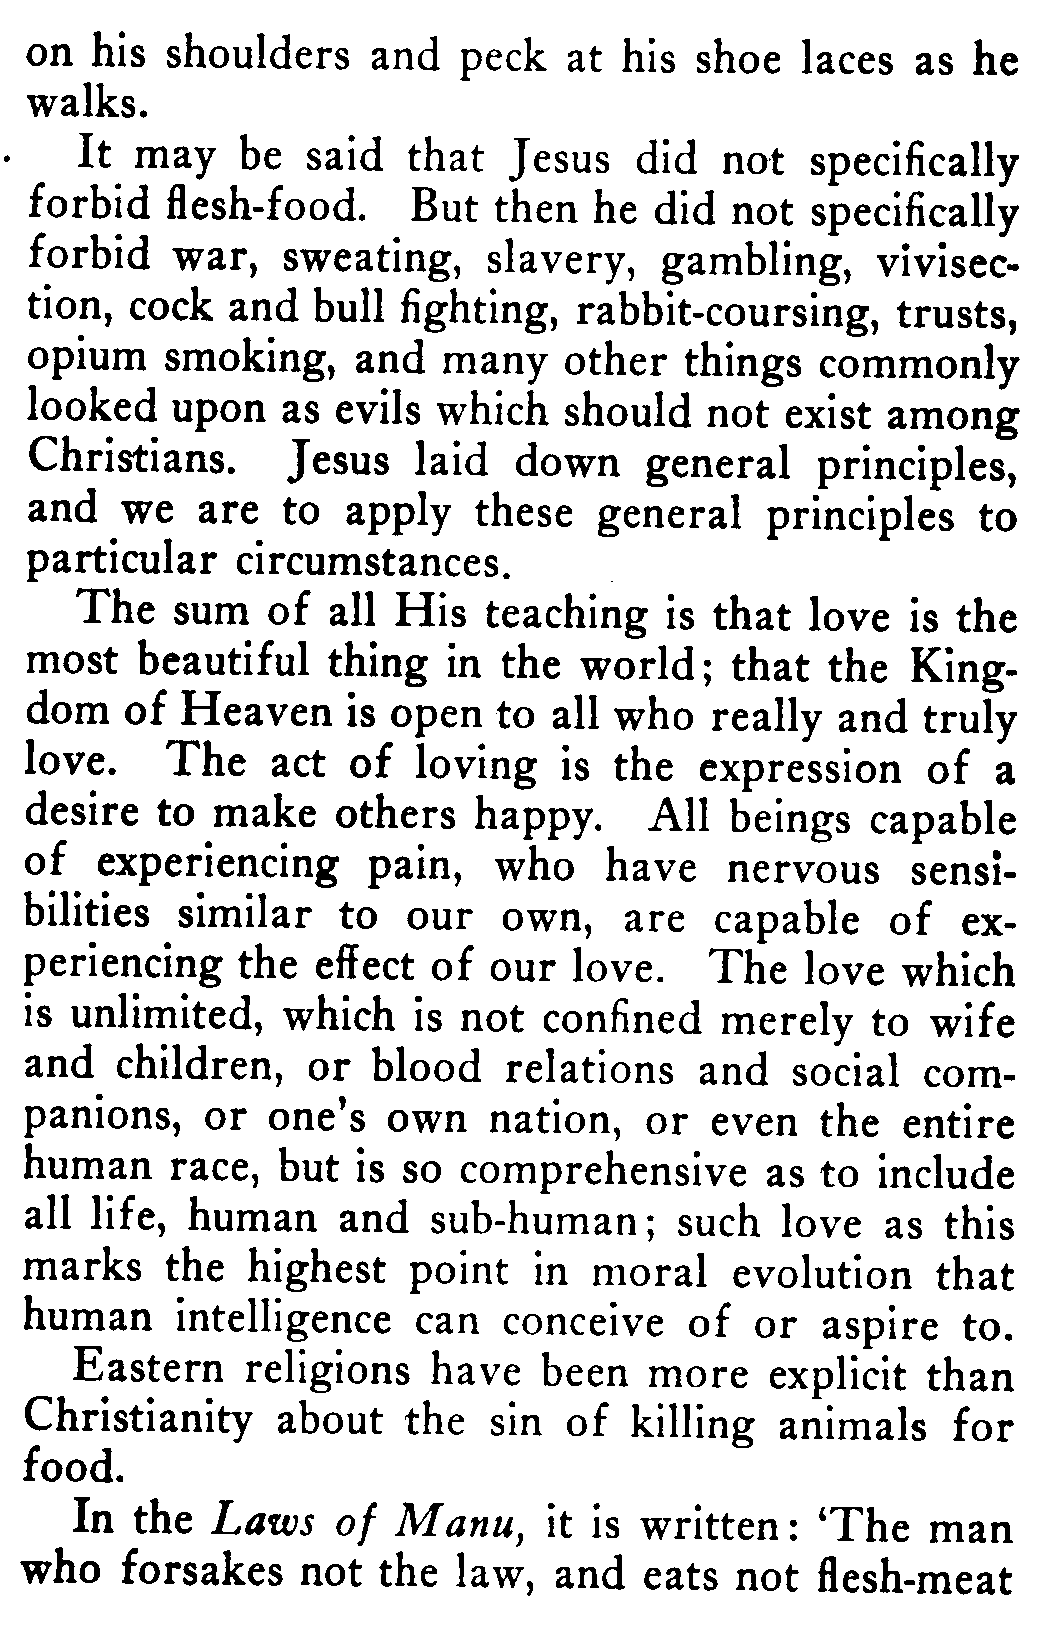 on his shoulders and peck at his shoe laces as he
walks.
It may be said that Jesus did not specifically
forbid flesh-food. But then he did not specifically
forbid war, sweating, slavery, gambling, vivisec-
tion, cock and bull fighting, rabbit-coursing, trusts,
opium smoking, and many other things commonly
looked upon as evils which should not exist among
Christians. Jesus laid down general principles,
and we are to apply these general principles to
particular circumstances.
The sum of all His teaching is that love is the
most beautiful thing in the world; that the King-
dom of Heaven is open to all who really and truly
love. The act of loving is the expression of a
desire to make others happy. All beings capable
of experiencing pain, who have nervous sensi-
bilities similar to our own, are capable of ex-
periencing the effect of our love. The love which
is unlimited, which is not confined merely to wife
and children, or blood relations and social com-
panions, or one's own nation, or even the entire
human race, but is so comprehensive as to include
all life, human and sub-human; such love as this
marks the highest point in moral evolution that
human intelligence can conceive of or aspire to.
Eastern religions have been more explicit than
Christianity about the sin of killing animals for
food.
In the Laws of Manu, it is written: ‘The man
who forsakes not the law, and eats not flesh-meat